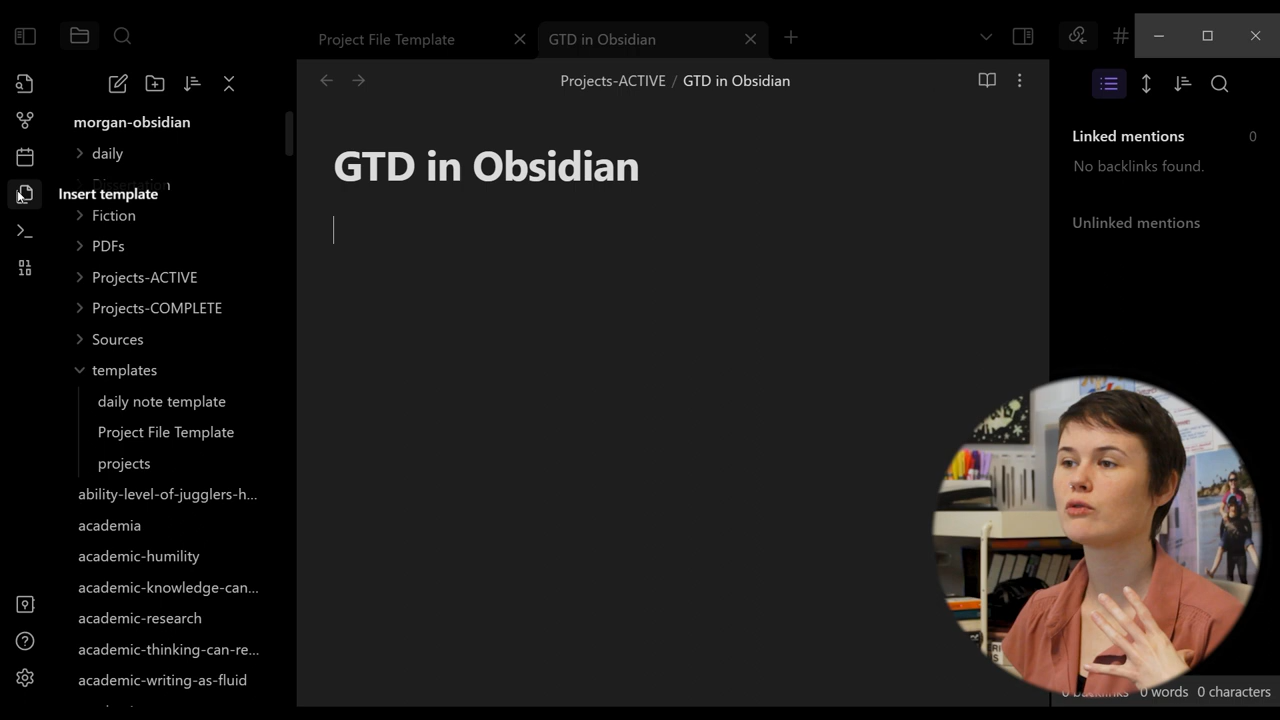 Project File Template
GTD in Obsidian
Projects-ACTIVE / GTD in Obsidian
morgan-obsidian
daily
Dissertation
Insert template
Fiction
PDFs
Projects-ACTIVE
Projects-COMPLETE
Sources
templates
daily note template
Project File Template
projects
ability-level-of-jugglers-h...
academia
academic-humility
academic-knowledge-can...
academic-research
academic-thinking-can-re...
academic-writing-as-fluid
GTD in Obsidian
Linked mentions 0
No backlinks found.
Unlinked mentions
0 backlinks 0 words 0 characters